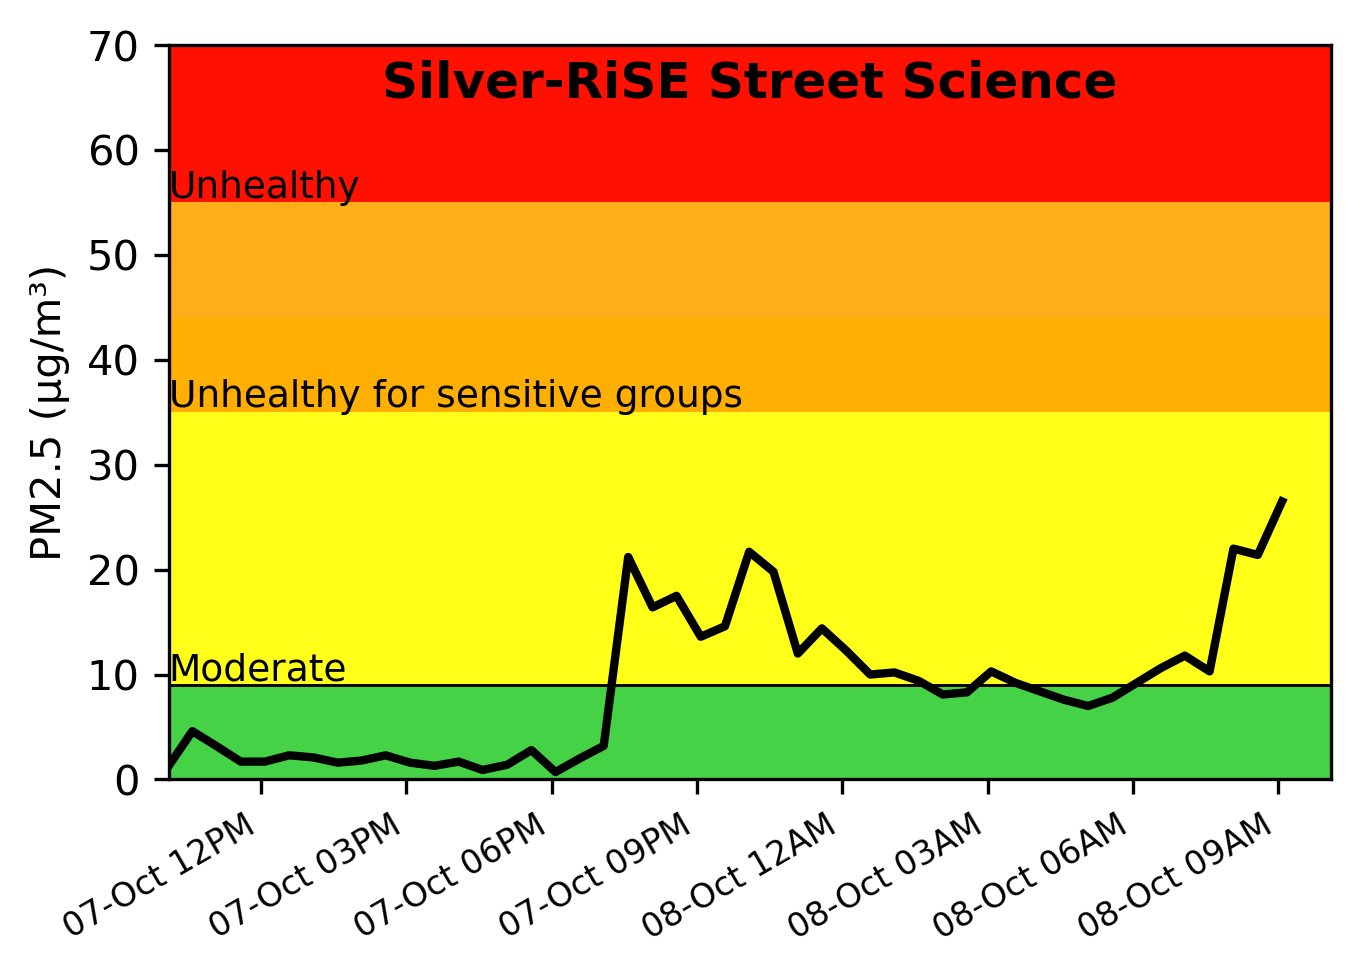 Silver-RiSE Street Science
70
60
Unhealthy
50
40
Unhealthy for sensitive groups
30
20
Moderate
10
0
PM2.5 (µg/m³)
07-Oct 12PM
07-Oct 03PM
07-Oct 06PM
07-Oct 09PM
08-Oct 12AM
08-Oct 03AM
08-Oct 06AM
08-Oct 09AM